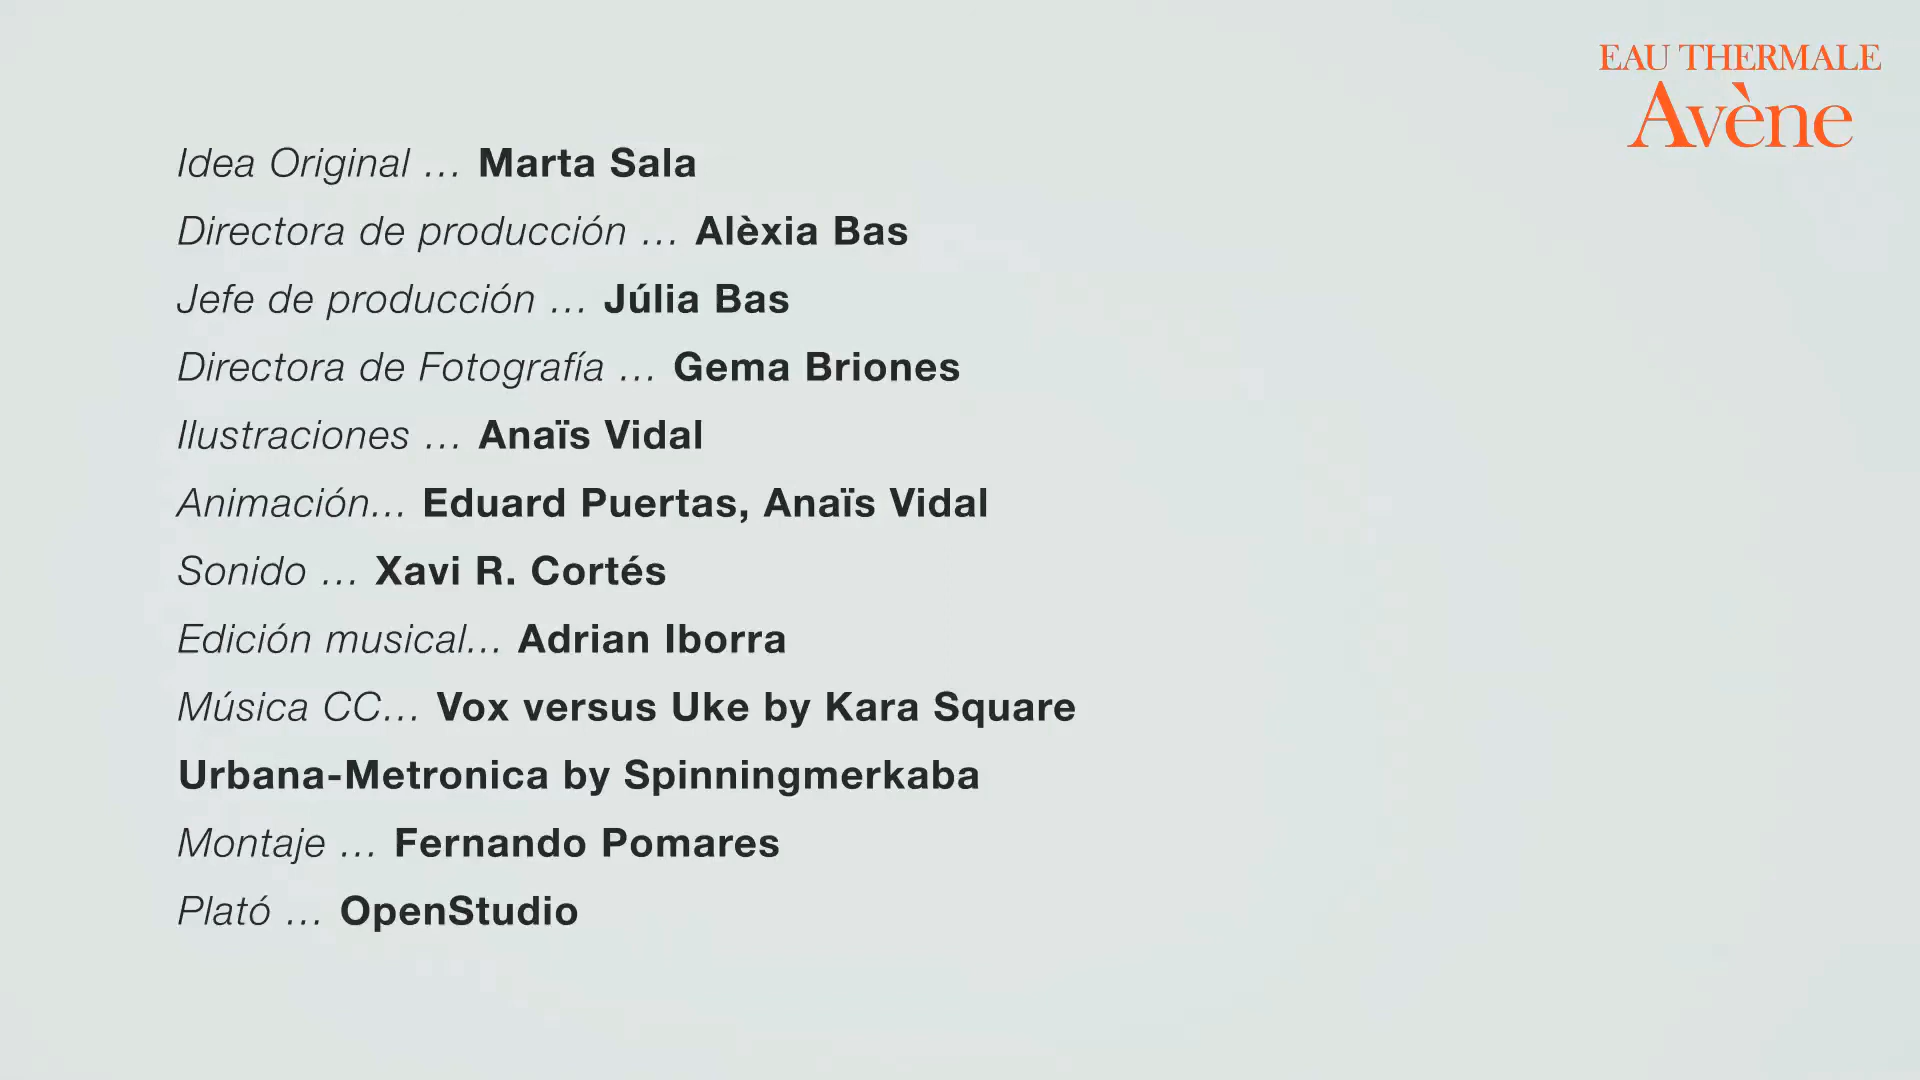 EAU THERMALE
Avène
Idea Original ... Marta Sala
Directora de producción ... Alèxia Bas
Jefe de producción ... Júlia Bas
Directora de Fotografía ... Gema Briones
Ilustraciones ... Anaïs Vidal
Animación... Eduard Puertas, Anaïs Vidal
Sonido ... Xavi R. Cortés
Edición musical... Adrian Iborra
Música CC... Vox versus Uke by Kara Square
Urbana-Metronica by Spinningmerkaba
Montaje ... Fernando Pomares
Plató ... OpenStudio